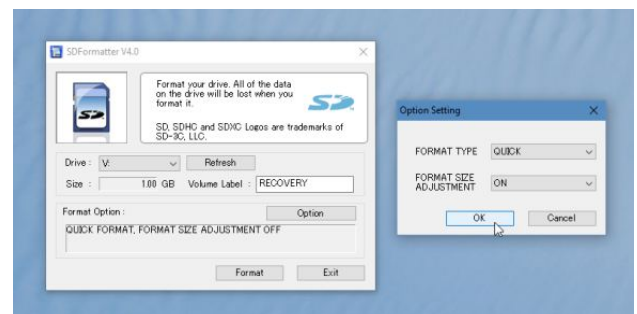 SDFormatter V4.0
Format your drive. All of the data
on the drive will be lost when you
format it.
SD, SDHC and SDXC Logos are trademarks of
SD-3C, LLC.
Drive : V: Refresh
Size : 1.00 GB Volume Label : RECOVERY
Format Option : Option
QUICK FORMAT, FORMAT SIZE ADJUSTMENT OFF
Format Exit
Option Setting
FORMAT TYPE QUICK
FORMAT SIZE
ADJUSTMENT ON
OK Cancel